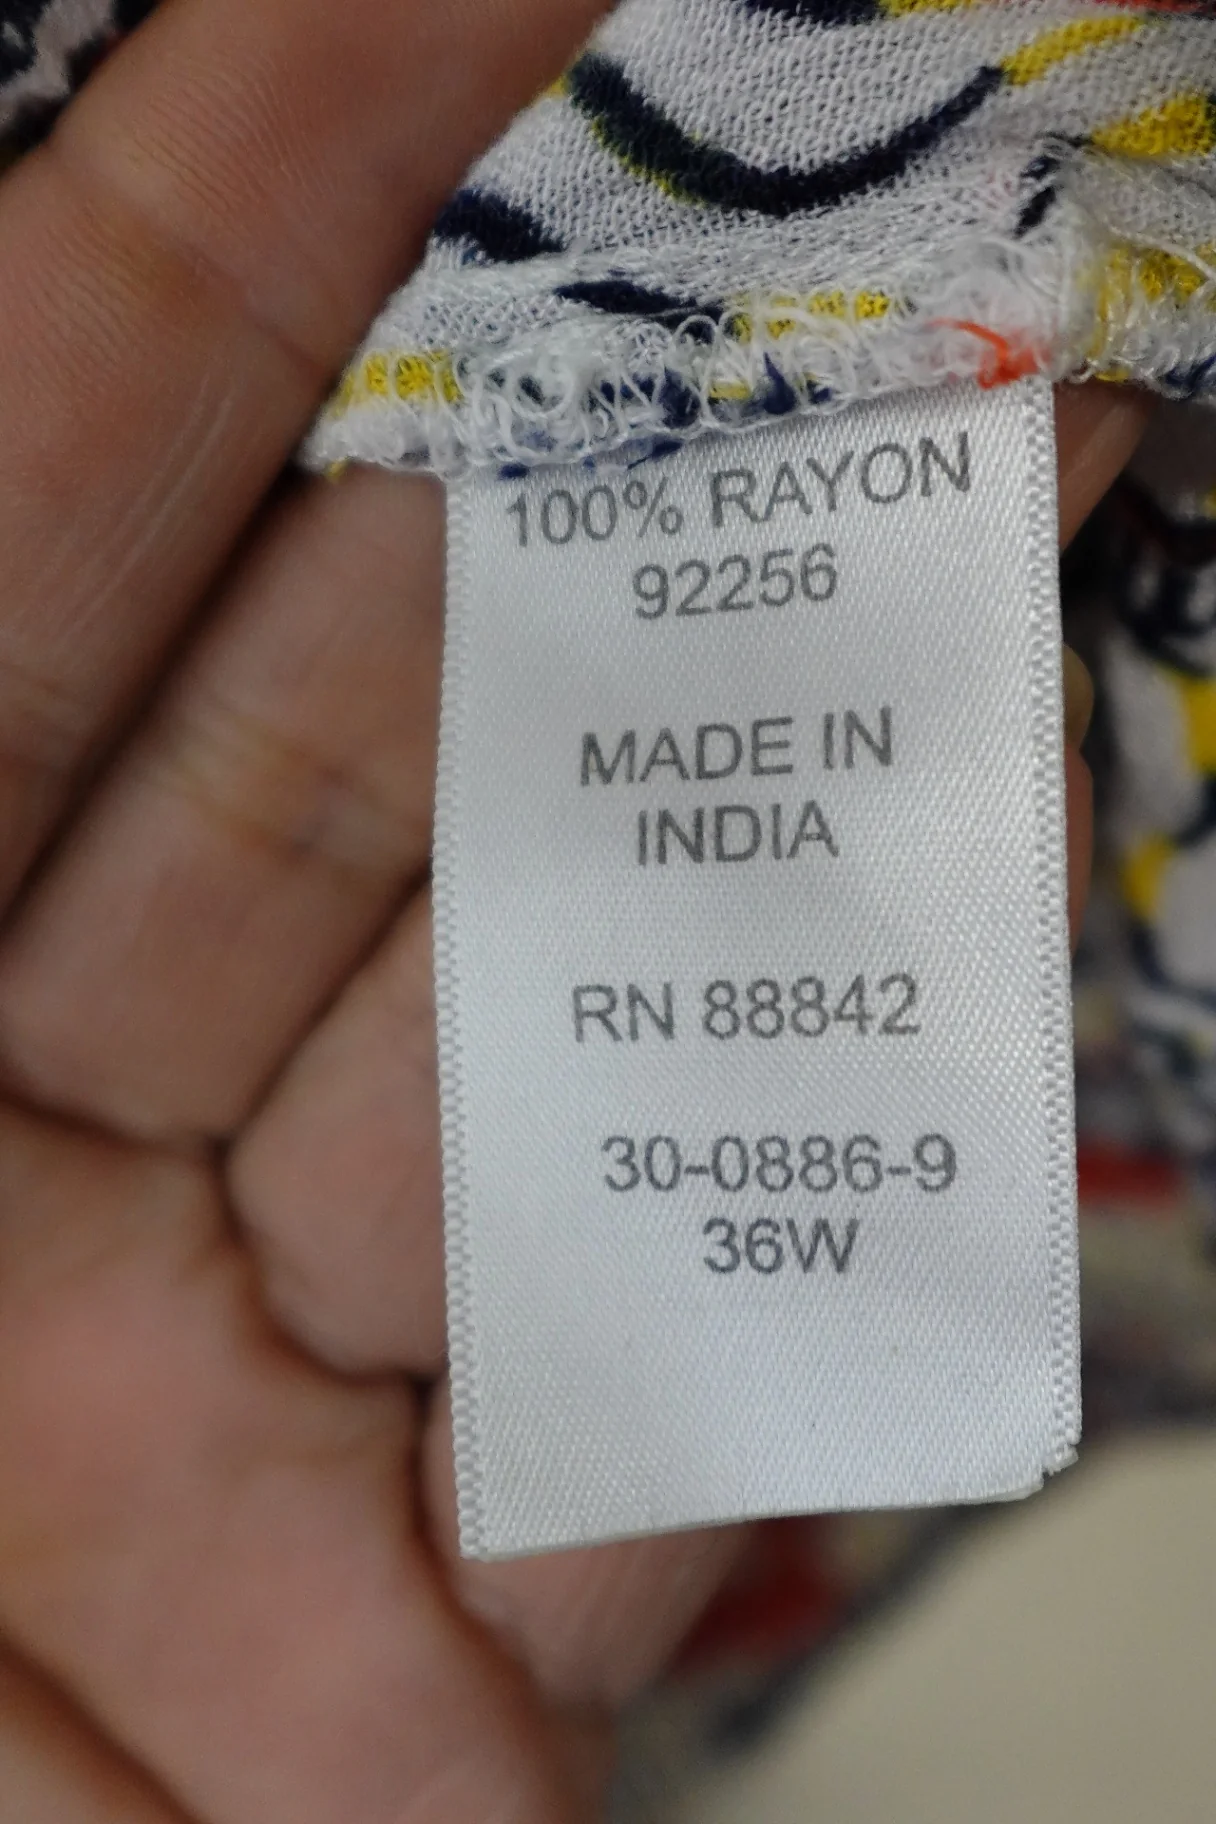 100% RAYON
92256
MADE IN
INDIA
RN 88842
30-0886-9
36W